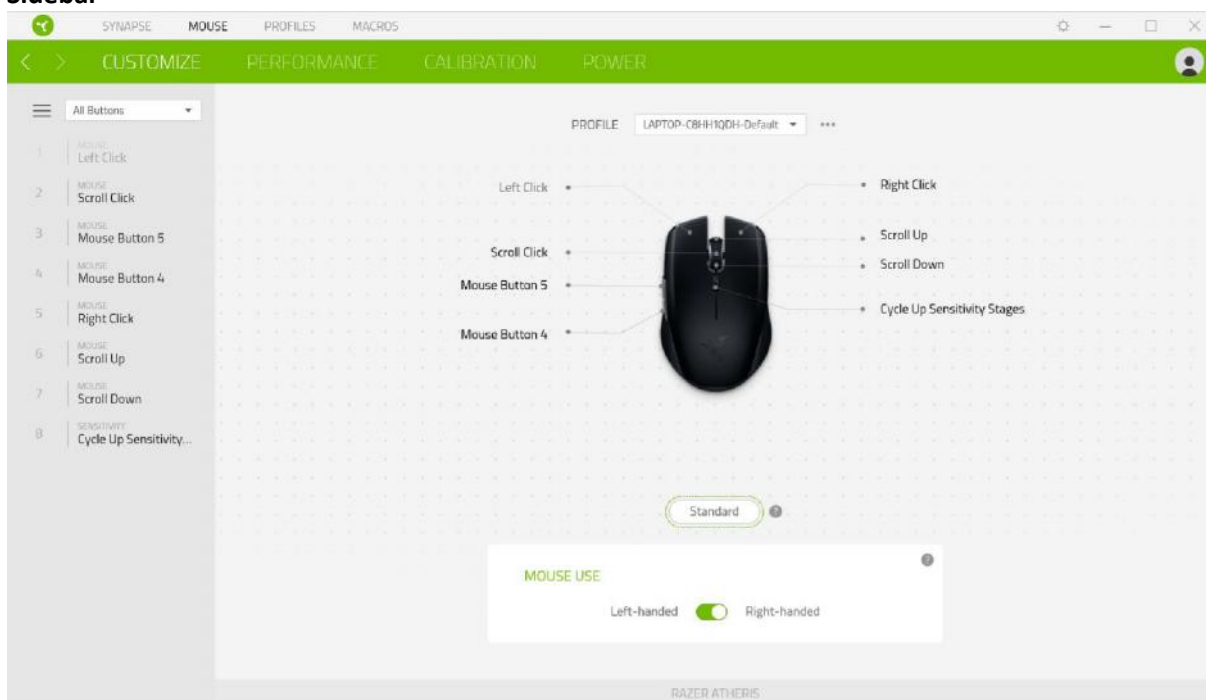 Sidebar
SYNAPSE MOUSE PROFILES MACROS
CUSTOMIZE PERFORMANCE CALIBRATION POWER
All Buttons
PROFILE LAPTOP-C8HH1QDH-Default
1 MOUSE
Left Click
2 MOUSE
Scroll Click
3 MOUSE
Mouse Button 5
4 MOUSE
Mouse Button 4
5 MOUSE
Right Click
6 MOUSE
Scroll Up
7 MOUSE
Scroll Down
8 SENSITIVITY
Cycle Up Sensitivity...
Left Click
Scroll Click
Mouse Button 5
Mouse Button 4
Right Click
Scroll Up
Scroll Down
Cycle Up Sensitivity Stages
Standard ?
MOUSE USE ?
Left-handed Right-handed
RAZER ATHERIS